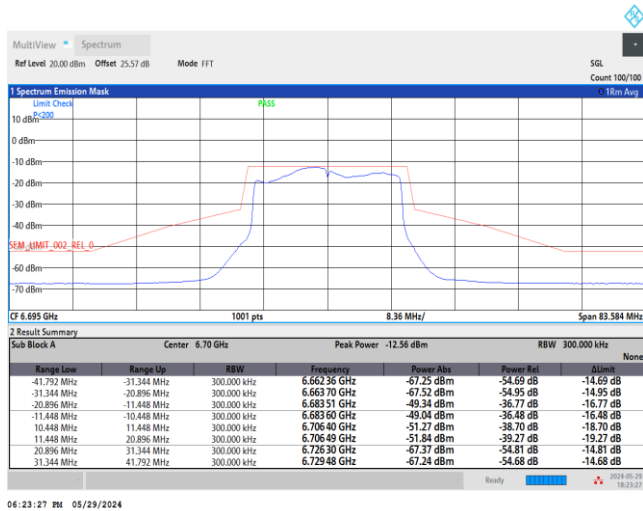 MultiView Spectrum
Ref Level 20.00 dBm Offset 25.57 dB Mode FFT SGL
Count 100/100
1 Spectrum Emission Mask 1Rm Avg
Limit Check PASS
P<200
10 dBm
0 dBm
-10 dBm
-20 dBm
-30 dBm
-40 dBm
SEM_LIMIT_002_REL_0
-60 dBm
-70 dBm
CF 6.695 GHz 1001 pts 8.36 MHz/ Span 83.584 MHz
2 Result Summary
Sub Block A Center 6.70 GHz Peak Power -12.56 dBm RBW 300.000 kHz
None
Range Low Range Up RBW Frequency Power Abs Power Rel ΔLimit
-41.792 MHz -31.344 MHz 300.000 kHz 6.66236 GHz -67.25 dBm -54.69 dB -14.69 dB
-31.344 MHz -20.896 MHz 300.000 kHz 6.66370 GHz -67.52 dBm -54.95 dB -14.95 dB
-20.896 MHz -11.448 MHz 300.000 kHz 6.68351 GHz -49.34 dBm -36.77 dB -16.77 dB
-11.448 MHz -10.448 MHz 300.000 kHz 6.68360 GHz -49.04 dBm -36.48 dB -16.48 dB
10.448 MHz 11.448 MHz 300.000 kHz 6.70640 GHz -51.27 dBm -38.70 dB -18.70 dB
11.448 MHz 20.896 MHz 300.000 kHz 6.70649 GHz -51.84 dBm -39.27 dB -19.27 dB
20.896 MHz 31.344 MHz 300.000 kHz 6.72630 GHz -67.37 dBm -54.81 dB -14.81 dB
31.344 MHz 41.792 MHz 300.000 kHz 6.72948 GHz -67.24 dBm -54.68 dB -14.68 dB
Ready 2024-05-29
18:23:27
06:23:27 PM 05/29/2024